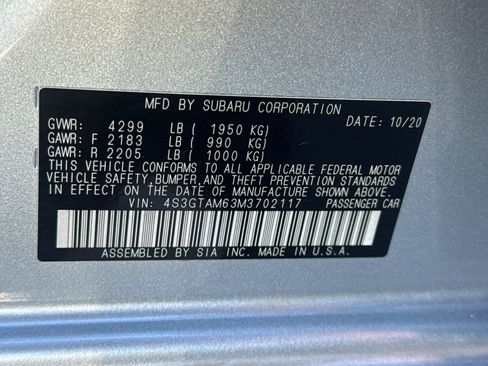 MFD BY SUBARU CORPORATION
GVWR: 4299 LB ( 1950 KG) DATE: 10/20
GAWR: F 2183 LB ( 990 KG)
GAWR: R 2205 LB ( 1000 KG)
THIS VEHICLE CONFORMS TO ALL APPLICABLE FEDERAL MOTOR
VEHICLE SAFETY, BUMPER, AND THEFT PREVENTION STANDARDS
IN EFFECT ON THE DATE OF MANUFACTURE SHOWN ABOVE.
VIN: 4S3GTAM63M3702117 PASSENGER CAR
ASSEMBLED BY SIA INC. MADE IN U.S.A.